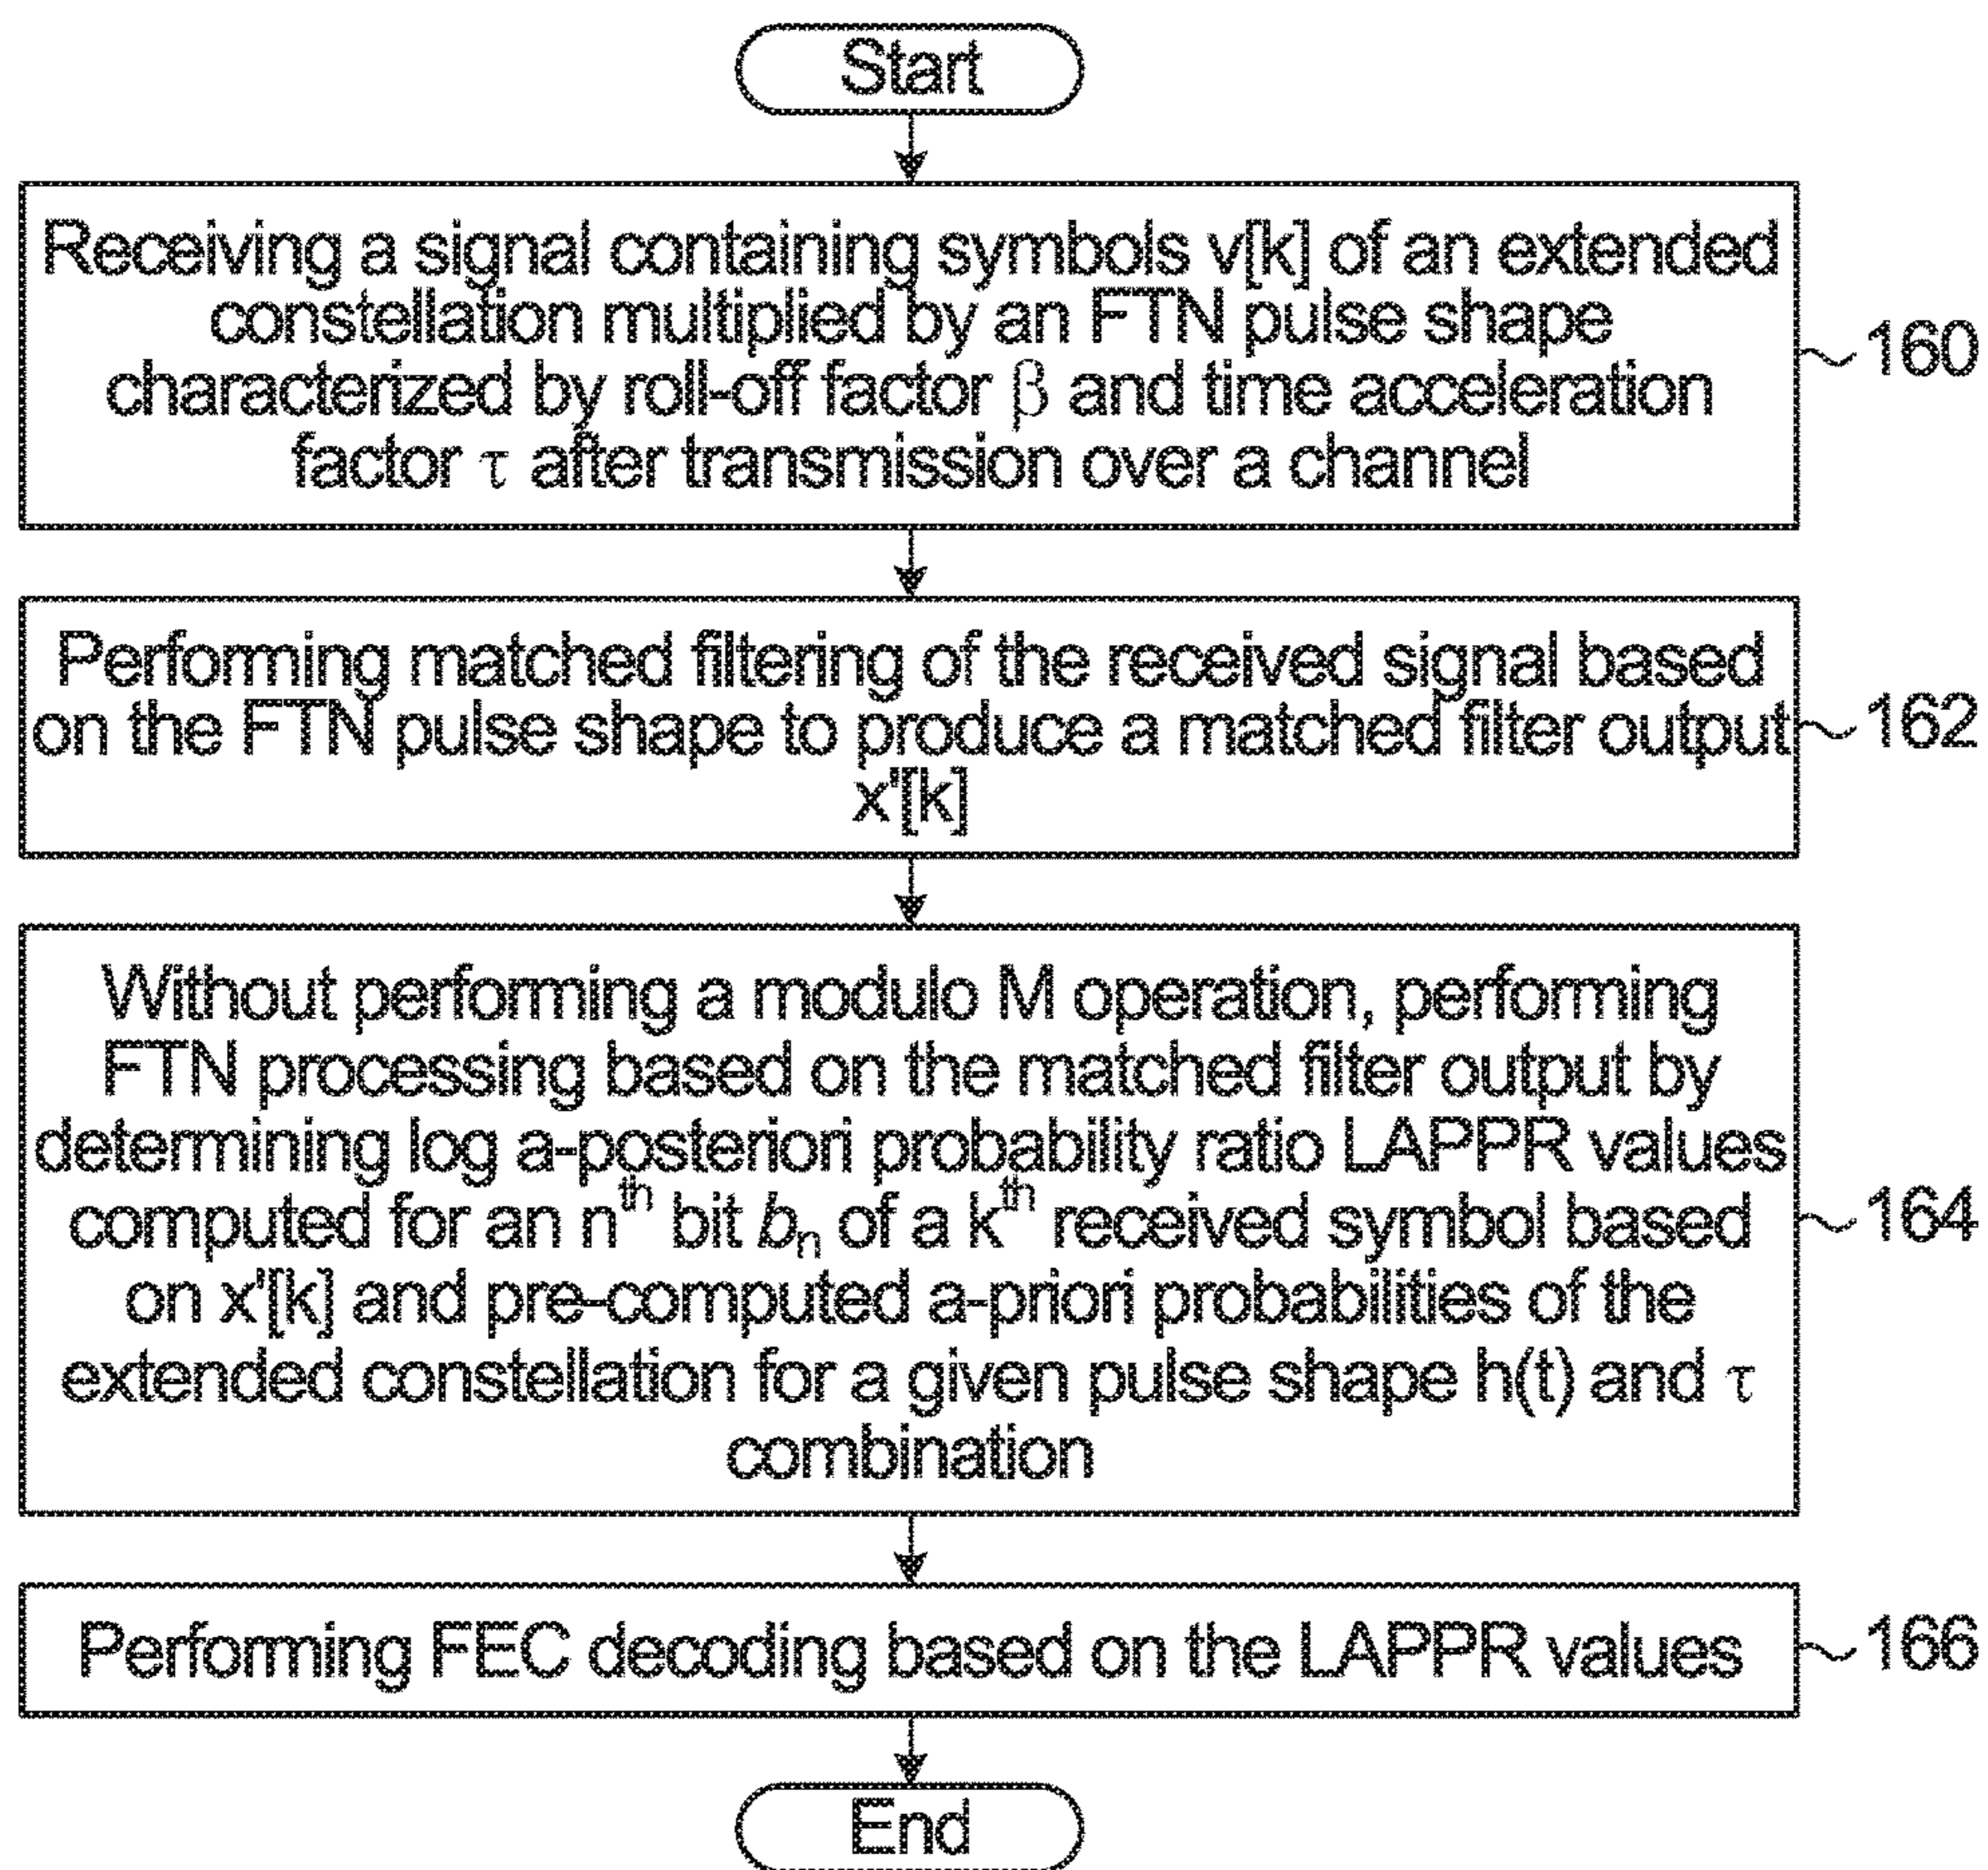 Start
Receiving a signal containing symbols v[k] of an extended
constellation multiplied by an FTN pulse shape
characterized by roll-off factor β and time acceleration
factor τ after transmission over a channel
160
Performing matched filtering of the received signal based
on the FTN pulse shape to produce a matched filter output
x'[k]
162
Without performing a modulo M operation, performing
FTN processing based on the matched filter output by
determining log a-posteriori probability ratio LAPPR values
computed for an nth bit bn of a kth received symbol based
on x'[k] and pre-computed a-priori probabilities of the
extended constellation for a given pulse shape h(t) and τ
combination
164
Performing FEC decoding based on the LAPPR values
166
End